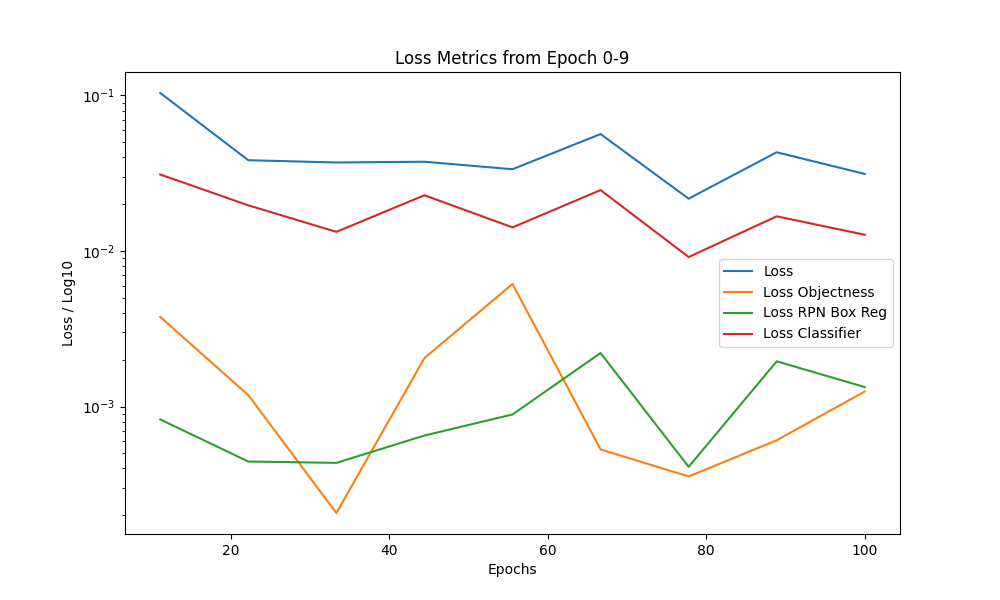 Loss Metrics from Epoch 0-9
Loss / Log10
10⁻¹
10⁻²
10⁻³
Loss
Loss Objectness
Loss RPN Box Reg
Loss Classifier
20 40 60 80 100
Epochs